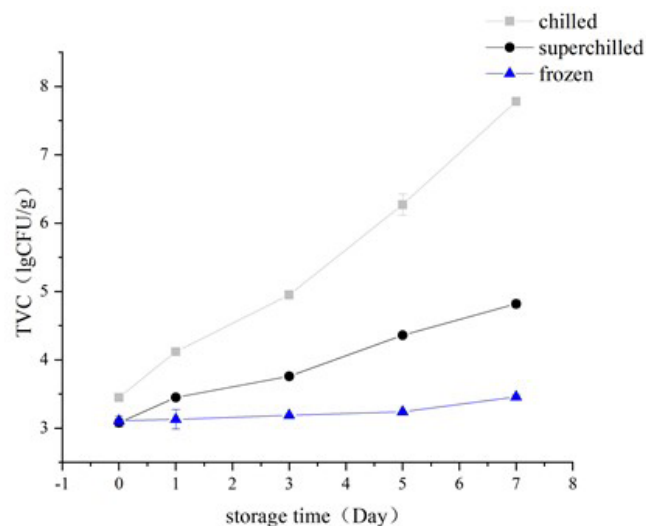 chilled
superchilled
frozen
8
7
6
5
4
3
TVC（lgCFU/g）
-1 0 1 2 3 4 5 6 7 8
storage time（Day）